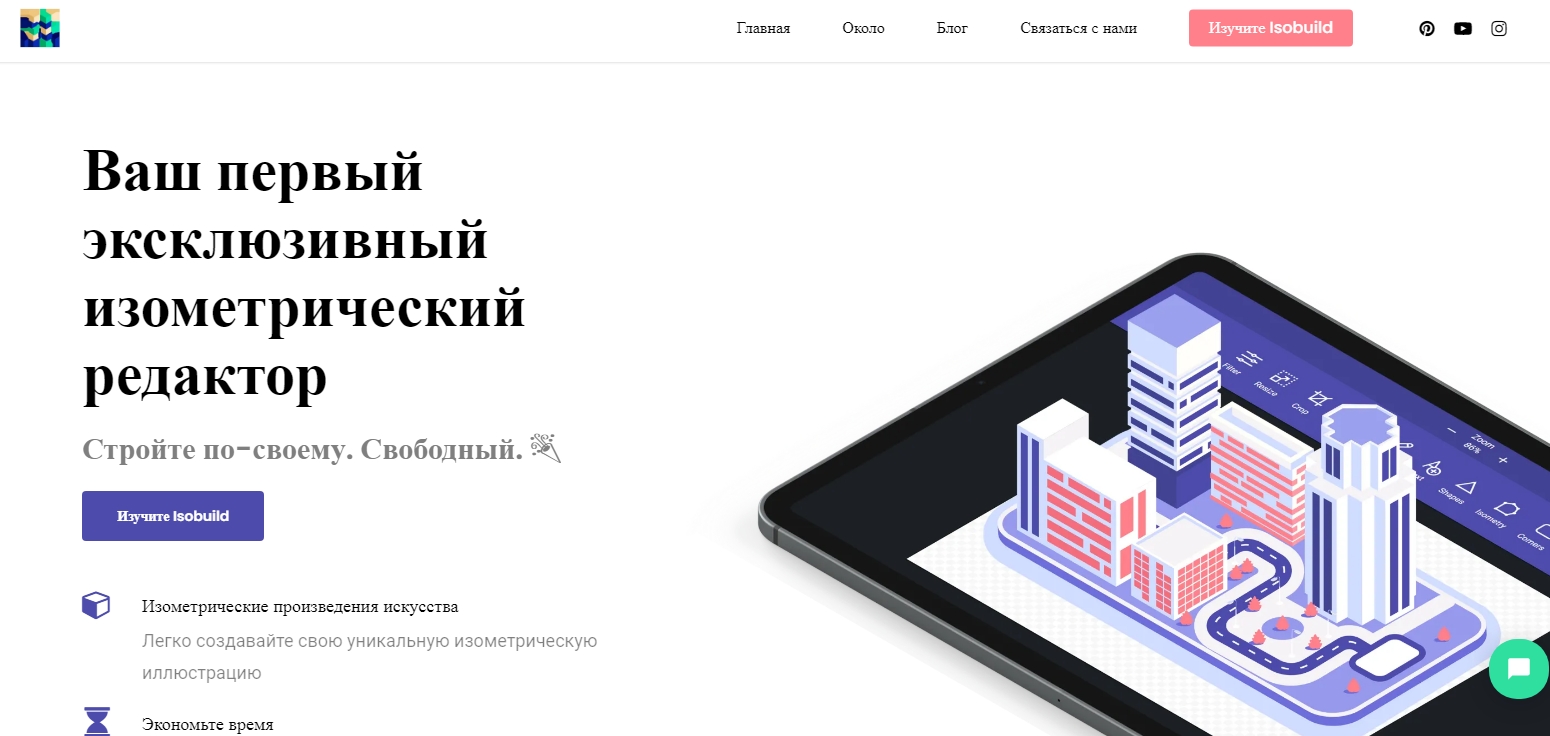 Главная Около Блог Связаться с нами Изучите Isobuild
Ваш первый
эксклюзивный
изометрический
редактор
Стройте по-своему. Свободный.
Изучите Isobuild
Изометрические произведения искусства
Легко создавайте свою уникальную изометрическую
иллюстрацию
Экономьте время
Filter
Resize
Crop
Shapes
Isometry
Corners
Zoom
86%